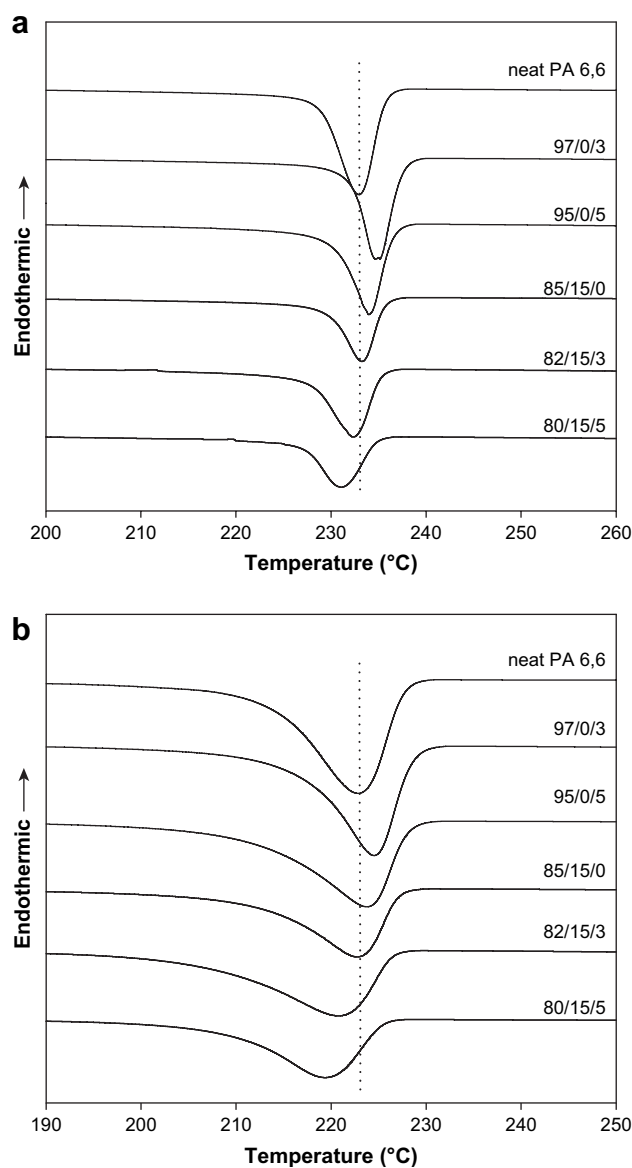 a
neat PA 6,6
97/0/3
95/0/5
85/15/0
82/15/3
80/15/5
Endothermic
200 210 220 230 240 250 260
Temperature (°C)
b
neat PA 6,6
97/0/3
95/0/5
85/15/0
82/15/3
80/15/5
Endothermic
190 200 210 220 230 240 250
Temperature (°C)